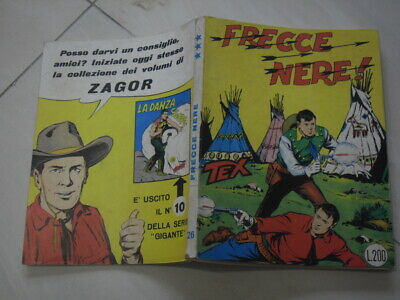 Posso darvi un consiglio,
amici? Iniziate oggi stesso
la collezione dei volumi di
ZAGOR
LA DANZA
E' USCITO
IL N° 10
DELLA SERIE
"GIGANTE"
FRECCE NERE
26
FRECCE
NERE!
TEX
L.200